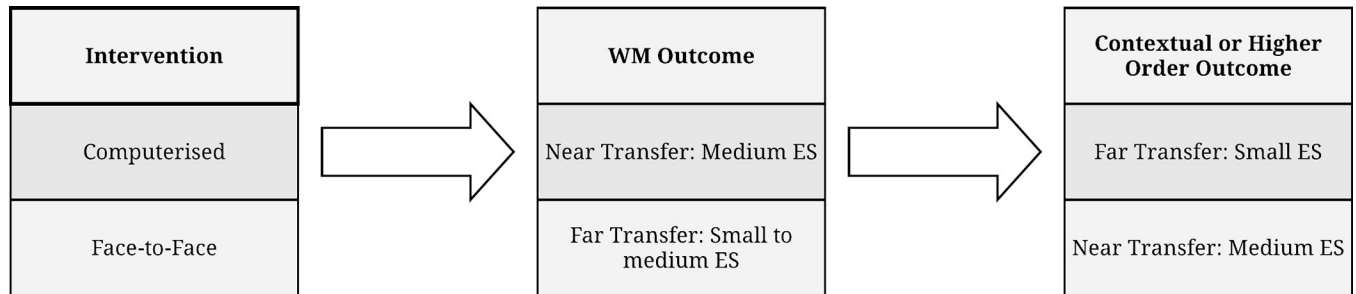 Intervention
Computerised
Face-to-Face
WM Outcome
Near Transfer: Medium ES
Far Transfer: Small to
medium ES
Contextual or Higher
Order Outcome
Far Transfer: Small ES
Near Transfer: Medium ES